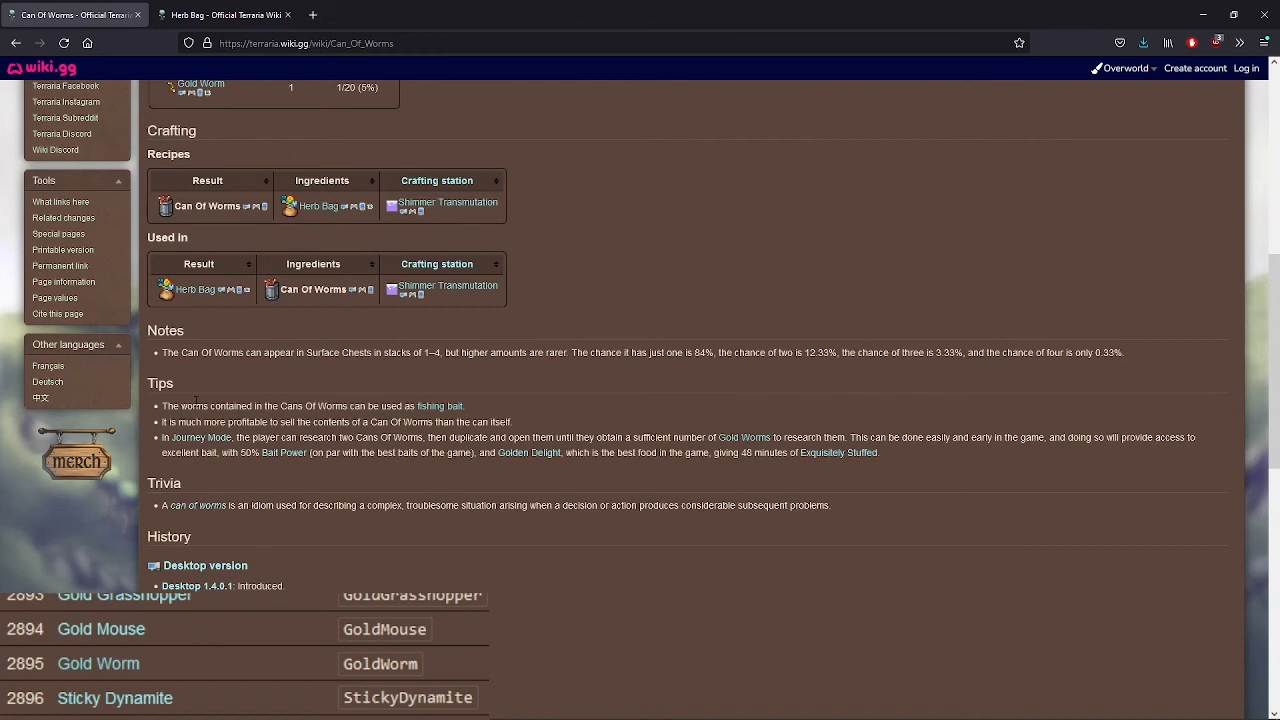 Can Of Worms - Official Terraria
Herb Bag - Official Terraria Wiki
https://terraria.wiki.gg/wiki/Can_Of_Worms
wiki.gg
Overworld
Create account
Log in
Terraria Facebook
Terraria Instagram
Terraria Subreddit
Terraria Discord
Wiki Discord
Tools
What links here
Related changes
Special pages
Printable version
Permanent link
Page information
Page values
Cite this page
Other languages
Français
Deutsch
中文
MERCH
Gold Worm 1 1/20 (5%)
Crafting
Recipes
Result Ingredients Crafting station
Can Of Worms Herb Bag Shimmer Transmutation
Used in
Result Ingredients Crafting station
Herb Bag Can Of Worms Shimmer Transmutation
Notes
• The Can Of Worms can appear in Surface Chests in stacks of 1–4, but higher amounts are rarer. The chance it has just one is 84%, the chance of two is 12.33%, the chance of three is 3.33%, and the chance of four is only 0.33%.
Tips
• The worms contained in the Cans Of Worms can be used as fishing bait.
• It is much more profitable to sell the contents of a Can Of Worms than the can itself.
• In Journey Mode, the player can research two Cans Of Worms, then duplicate and open them until they obtain a sufficient number of Gold Worms to research them. This can be done easily and early in the game, and doing so will provide access to
excellent bait, with 50% Bait Power (on par with the best baits of the game), and Golden Delight, which is the best food in the game, giving 48 minutes of Exquisitely Stuffed.
Trivia
• A can of worms is an idiom used for describing a complex, troublesome situation arising when a decision or action produces considerable subsequent problems.
History
Desktop version
• Desktop 1.4.0.1: Introduced.
2893 Gold Grasshopper GoldGrasshopper
2894 Gold Mouse GoldMouse
2895 Gold Worm GoldWorm
2896 Sticky Dynamite StickyDynamite